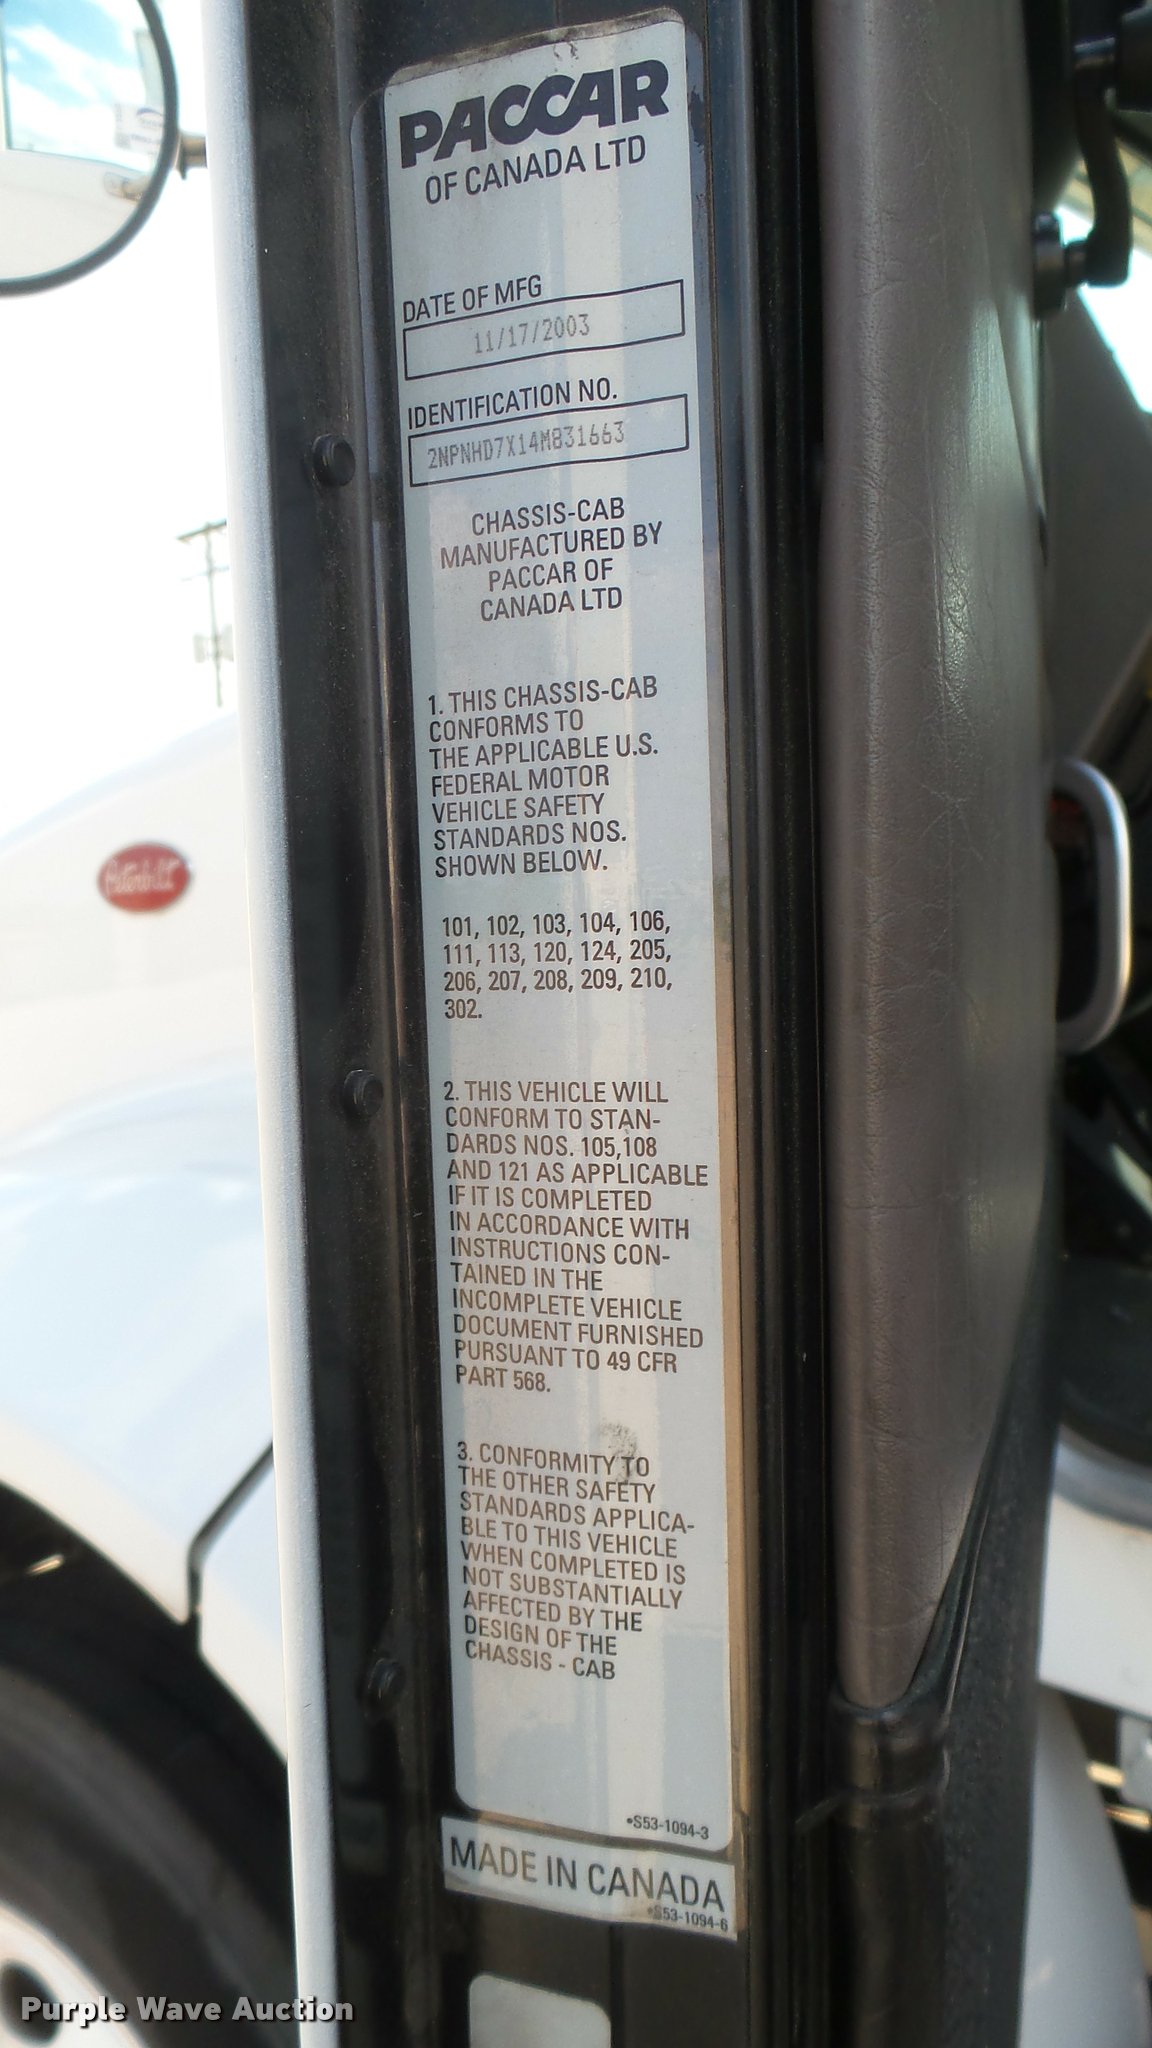 PACCAR
OF CANADA LTD
DATE OF MFG
11/17/2003
IDENTIFICATION NO.
2NPNHD7X14M831663
CHASSIS-CAB
MANUFACTURED BY
PACCAR OF
CANADA LTD
1. THIS CHASSIS-CAB
CONFORMS TO
THE APPLICABLE U.S.
FEDERAL MOTOR
VEHICLE SAFETY
STANDARDS NOS.
SHOWN BELOW.
101, 102, 103, 104, 106,
111, 113, 120, 124, 205,
206, 207, 208, 209, 210,
302.
2. THIS VEHICLE WILL
CONFORM TO STAN-
DARDS NOS. 105,108
AND 121 AS APPLICABLE
IF IT IS COMPLETED
IN ACCORDANCE WITH
INSTRUCTIONS CON-
TAINED IN THE
INCOMPLETE VEHICLE
DOCUMENT FURNISHED
PURSUANT TO 49 CFR
PART 568.
3. CONFORMITY TO
THE OTHER SAFETY
STANDARDS APPLICA-
BLE TO THIS VEHICLE
WHEN COMPLETED IS
NOT SUBSTANTIALLY
AFFECTED BY THE
DESIGN OF THE
CHASSIS - CAB
•S53-1094-3
MADE IN CANADA
•S53-1094-6
Peterbilt
Purple Wave Auction